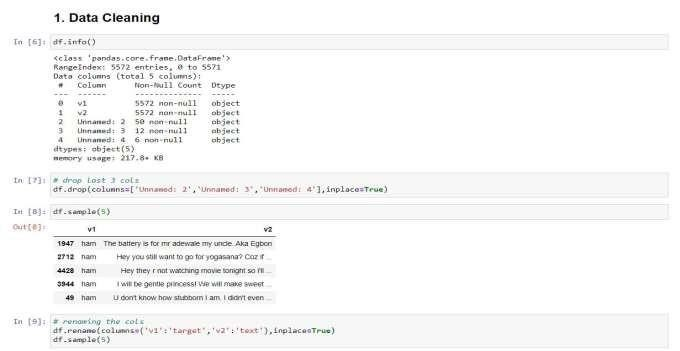 1. Data Cleaning
In [6]: df.info()
<class 'pandas.core.frame.DataFrame'>
RangeIndex: 5572 entries, 0 to 5571
Data columns (total 5 columns):
# Column Non-Null Count Dtype
--- ------ -------------- -----
0 v1 5572 non-null object
1 v2 5572 non-null object
2 Unnamed: 2 50 non-null object
3 Unnamed: 3 12 non-null object
4 Unnamed: 4 6 non-null object
dtypes: object(5)
memory usage: 217.8+ KB
In [7]: # drop last 3 cols
df.drop(columns=['Unnamed: 2','Unnamed: 3','Unnamed: 4'],inplace=True)
In [8]: df.sample(5)
Out[8]:
v1 v2
1947 ham The battery is for mr adewale my uncle. Aka Egbon
2712 ham Hey you still want to go for yogasana? Coz if ...
4428 ham Hey they r not watching movie tonight so i'll ...
3944 ham I will be gentle princess! We will make sweet ...
49 ham U don't know how stubborn I am. I didn't even ...
In [9]: # renaming the cols
df.rename(columns={'v1':'target','v2':'text'},inplace=True)
df.sample(5)